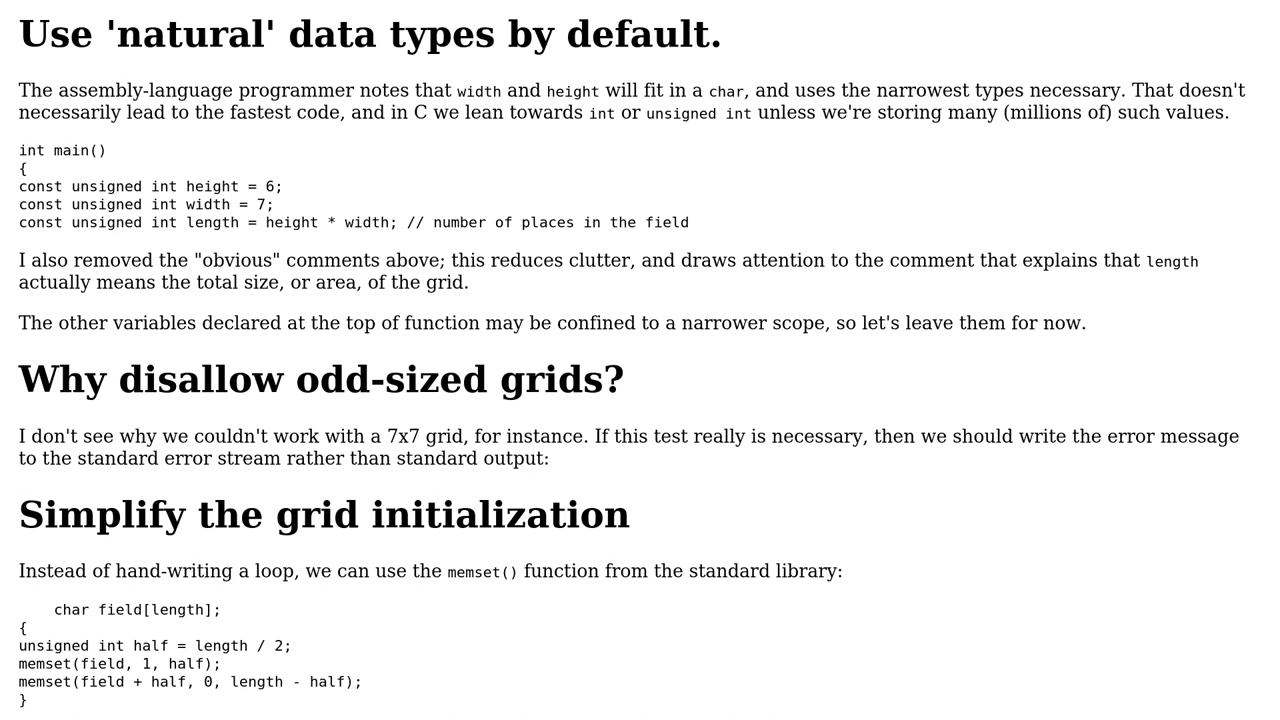 Use 'natural' data types by default.
The assembly-language programmer notes that width and height will fit in a char, and uses the narrowest types necessary. That doesn't
necessarily lead to the fastest code, and in C we lean towards int or unsigned int unless we're storing many (millions of) such values.
int main()
{
const unsigned int height = 6;
const unsigned int width = 7;
const unsigned int length = height * width; // number of places in the field
I also removed the "obvious" comments above; this reduces clutter, and draws attention to the comment that explains that length
actually means the total size, or area, of the grid.
The other variables declared at the top of function may be confined to a narrower scope, so let's leave them for now.
Why disallow odd-sized grids?
I don't see why we couldn't work with a 7x7 grid, for instance. If this test really is necessary, then we should write the error message
to the standard error stream rather than standard output:
Simplify the grid initialization
Instead of hand-writing a loop, we can use the memset() function from the standard library:
    char field[length];
{
unsigned int half = length / 2;
memset(field, 1, half);
memset(field + half, 0, length - half);
}